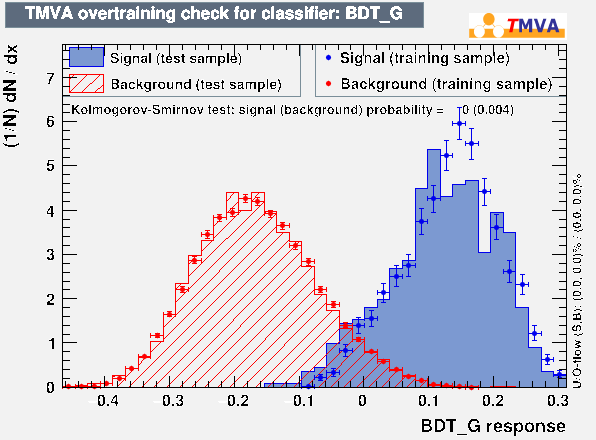 TMVA overtraining check for classifier: BDT_G
TMVA
Signal (test sample)
Background (test sample)
Signal (training sample)
Background (training sample)
Kolmogorov-Smirnov test: signal (background) probability = 0 (0.004)
(1/N) dN / dx
7
6
5
4
3
2
1
0
-0.4 -0.3 -0.2 -0.1 0 0.1 0.2 0.3
BDT_G response
U/O-flow (S,B): (0.0, 0.0)% / (0.0, 0.0)%